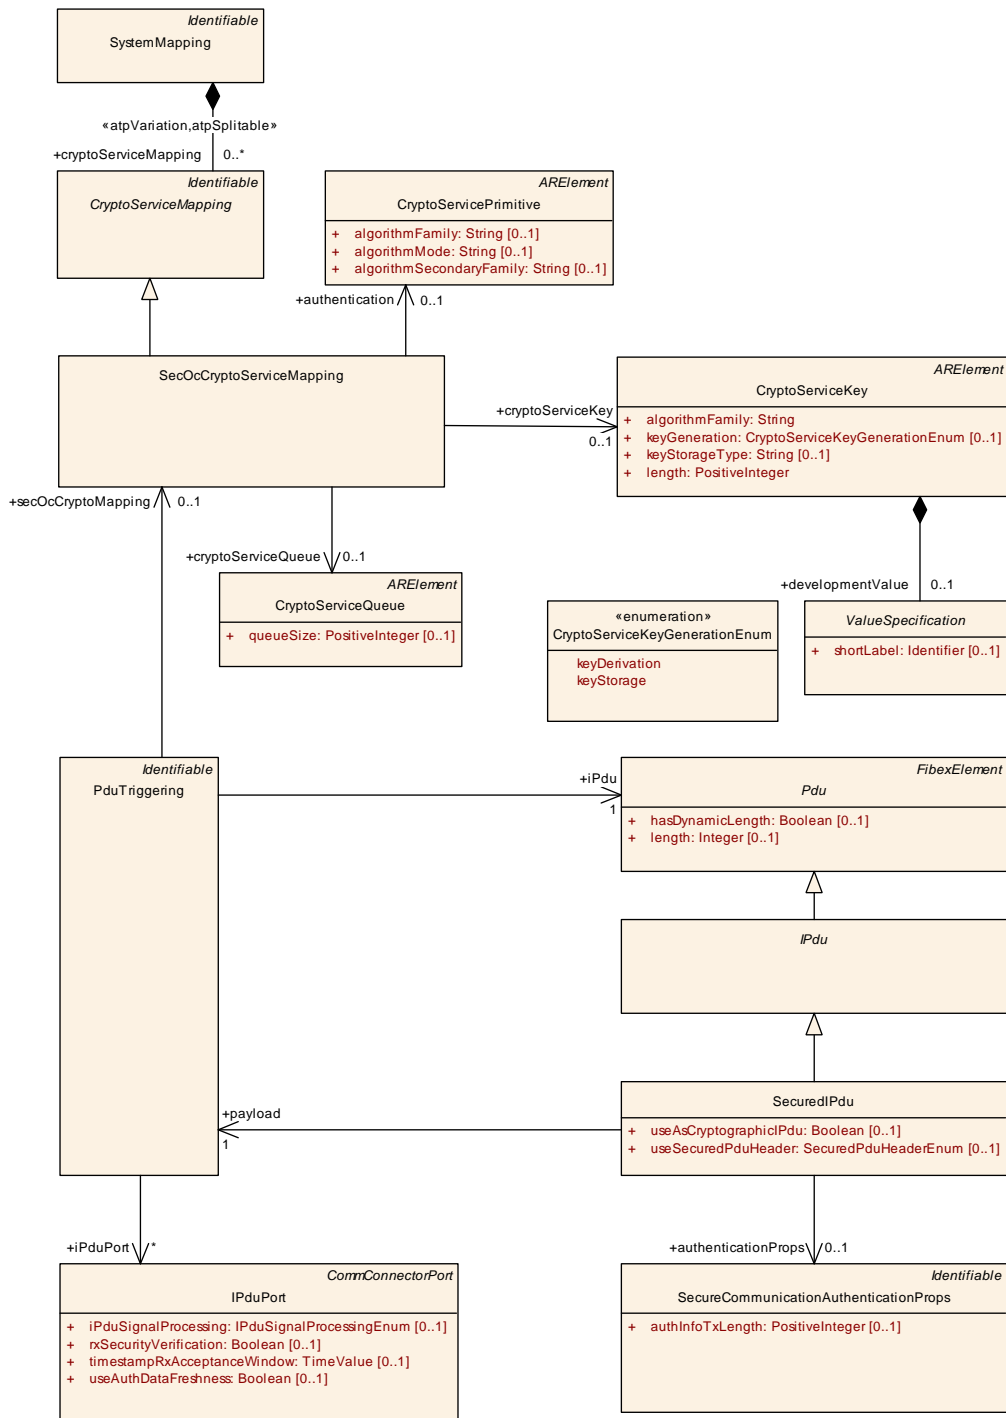 Identifiable
SystemMapping
«atpVariation,atpSplitable»
+cryptoServiceMapping 0..*
Identifiable
CryptoServiceMapping
ARElement
CryptoServicePrimitive
+ algorithmFamily: String [0..1]
+ algorithmMode: String [0..1]
+ algorithmSecondaryFamily: String [0..1]
+authentication 0..1
SecOcCryptoServiceMapping
+cryptoServiceKey
0..1
ARElement
CryptoServiceKey
+ algorithmFamily: String
+ keyGeneration: CryptoServiceKeyGenerationEnum [0..1]
+ keyStorageType: String [0..1]
+ length: PositiveInteger
+secOcCryptoMapping 0..1
+cryptoServiceQueue 0..1
ARElement
CryptoServiceQueue
+ queueSize: PositiveInteger [0..1]
+developmentValue 0..1
«enumeration»
CryptoServiceKeyGenerationEnum
keyDerivation
keyStorage
ValueSpecification
+ shortLabel: Identifier [0..1]
Identifiable
PduTriggering
+iPdu
1
FibexElement
Pdu
+ hasDynamicLength: Boolean [0..1]
+ length: Integer [0..1]
IPdu
+payload
1
SecuredIPdu
+ useAsCryptographicIPdu: Boolean [0..1]
+ useSecuredPduHeader: SecuredPduHeaderEnum [0..1]
+iPduPort *
+authenticationProps 0..1
CommConnectorPort
IPduPort
+ iPduSignalProcessing: IPduSignalProcessingEnum [0..1]
+ rxSecurityVerification: Boolean [0..1]
+ timestampRxAcceptanceWindow: TimeValue [0..1]
+ useAuthDataFreshness: Boolean [0..1]
Identifiable
SecureCommunicationAuthenticationProps
+ authInfoTxLength: PositiveInteger [0..1]